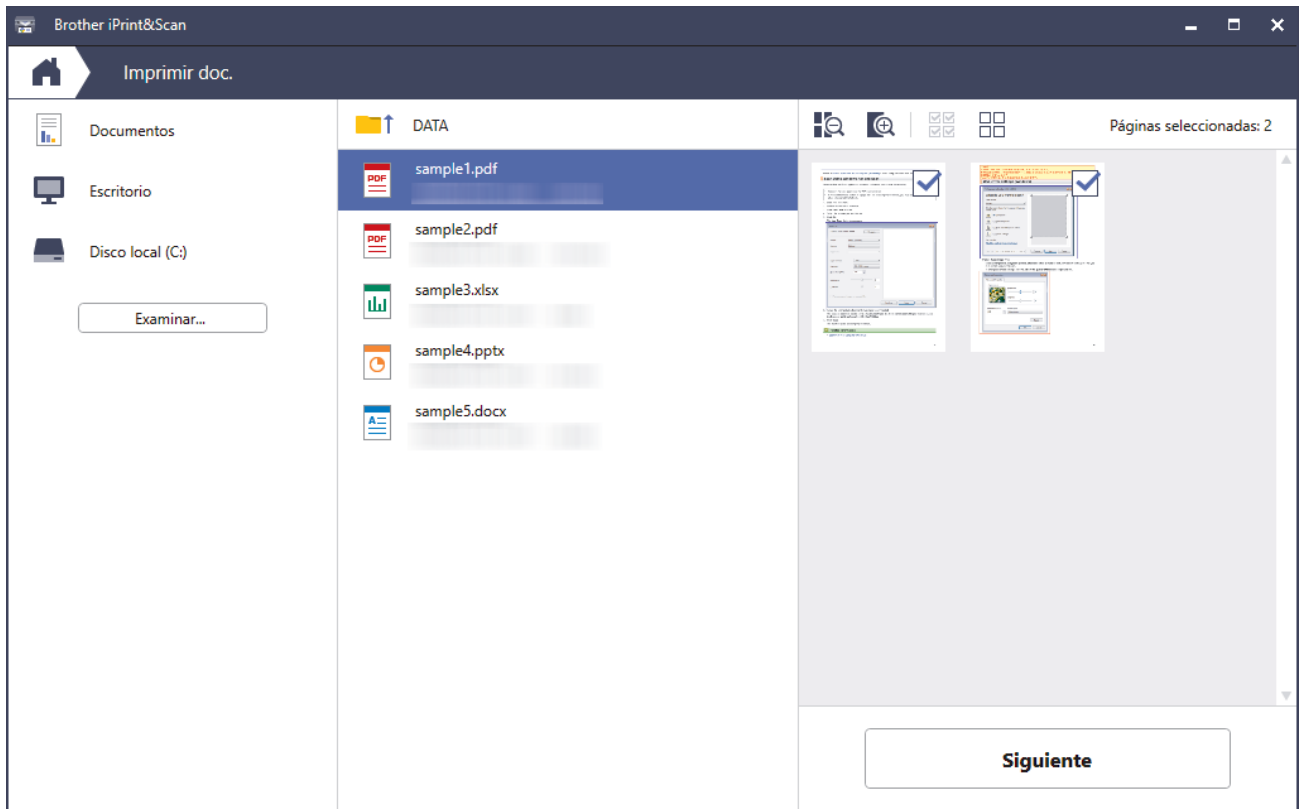 Brother iPrint&Scan
Imprimir doc.
Documentos
Escritorio
Disco local (C:)
Examinar...
DATA
PDF
sample1.pdf
PDF
sample2.pdf
sample3.xlsx
sample4.pptx
A
sample5.docx
Páginas seleccionadas: 2
Siguiente